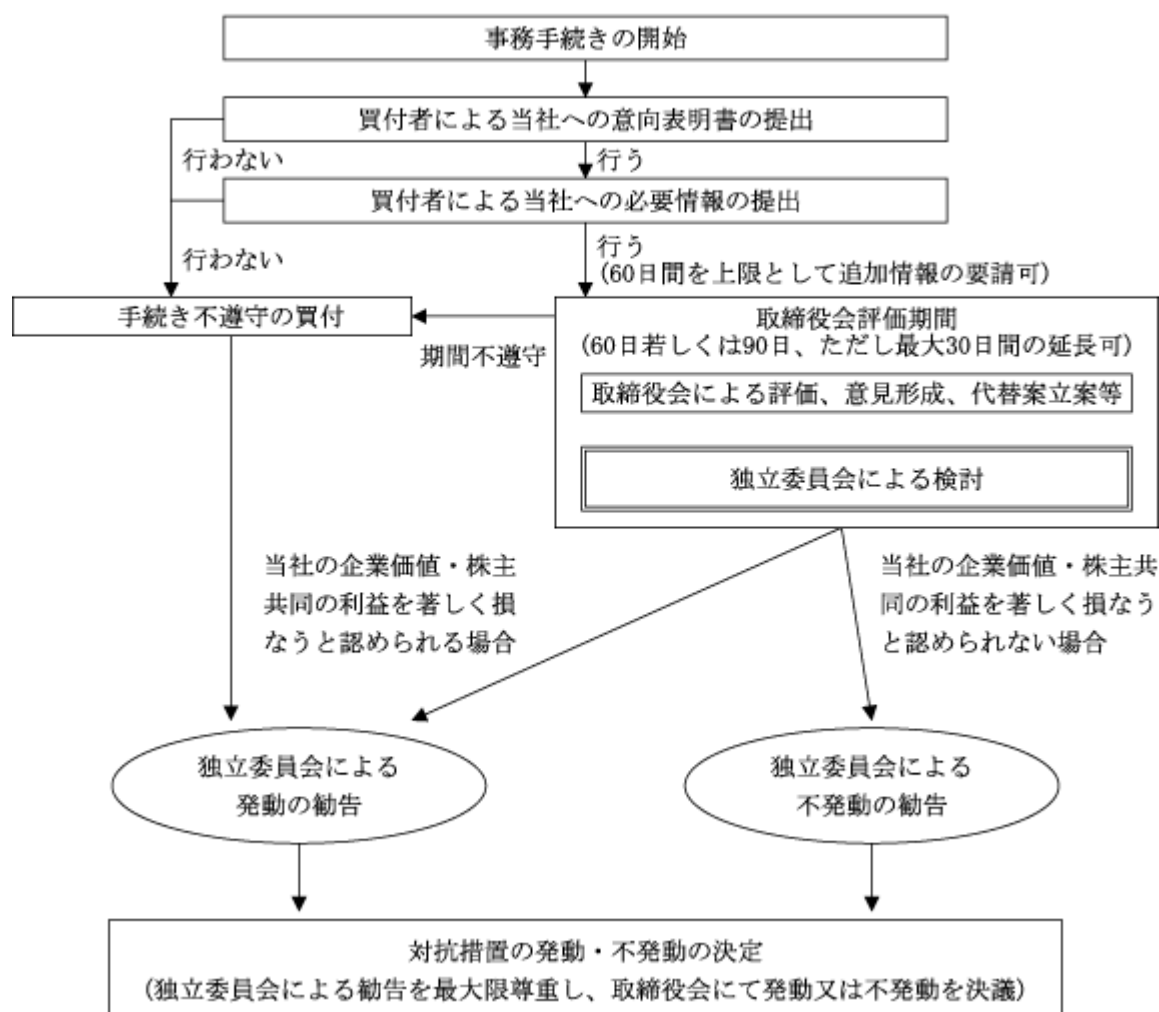 事務手続きの開始
買付者による当社への意向表明書の提出
行わない
行う
買付者による当社への必要情報の提出
行わない
行う
(60日間を上限として追加情報の要請可)
手続き不遵守の買付
期間不遵守
取締役会評価期間
(60日若しくは90日、ただし最大30日間の延長可)
取締役会による評価、意見形成、代替案立案等
独立委員会による検討
当社の企業価値・株主
共同の利益を著しく損
なうと認められる場合
当社の企業価値・株主共
同の利益を著しく損なう
と認められない場合
独立委員会による
発動の勧告
独立委員会による
不発動の勧告
対抗措置の発動・不発動の決定
(独立委員会による勧告を最大限尊重し、取締役会にて発動又は不発動を決議)